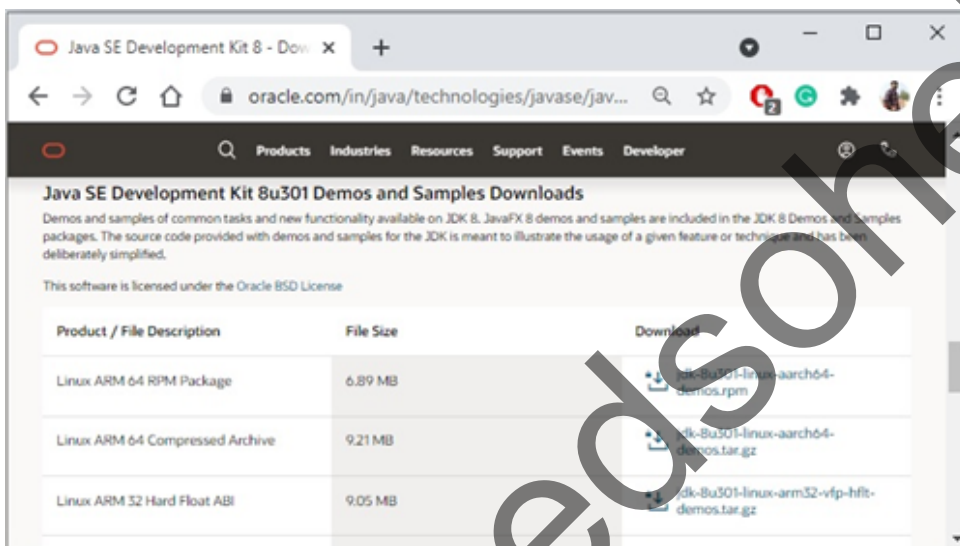 Java SE Development Kit 8 - Dow
oracle.com/in/java/technologies/javase/jav...
2
Products Industries Resources Support Events Developer
Java SE Development Kit 8u301 Demos and Samples Downloads
Demos and samples of common tasks and new functionality available on JDK 8. JavaFX 8 demos and samples are included in the JDK 8 Demos and Samples
packages. The source code provided with demos and samples for the JDK is meant to illustrate the usage of a given feature or technique and has been
deliberately simplified.
This software is licensed under the Oracle BSD License
Product / File Description File Size Download
Linux ARM 64 RPM Package 6.89 MB jdk-8u301-linux-aarch64-
demos.rpm
Linux ARM 64 Compressed Archive 9.21 MB jdk-8u301-linux-aarch64-
demos.tar.gz
Linux ARM 32 Hard Float ABI 9.05 MB jdk-8u301-linux-arm32-vfp-hflt-
demos.tar.gz
edsohe